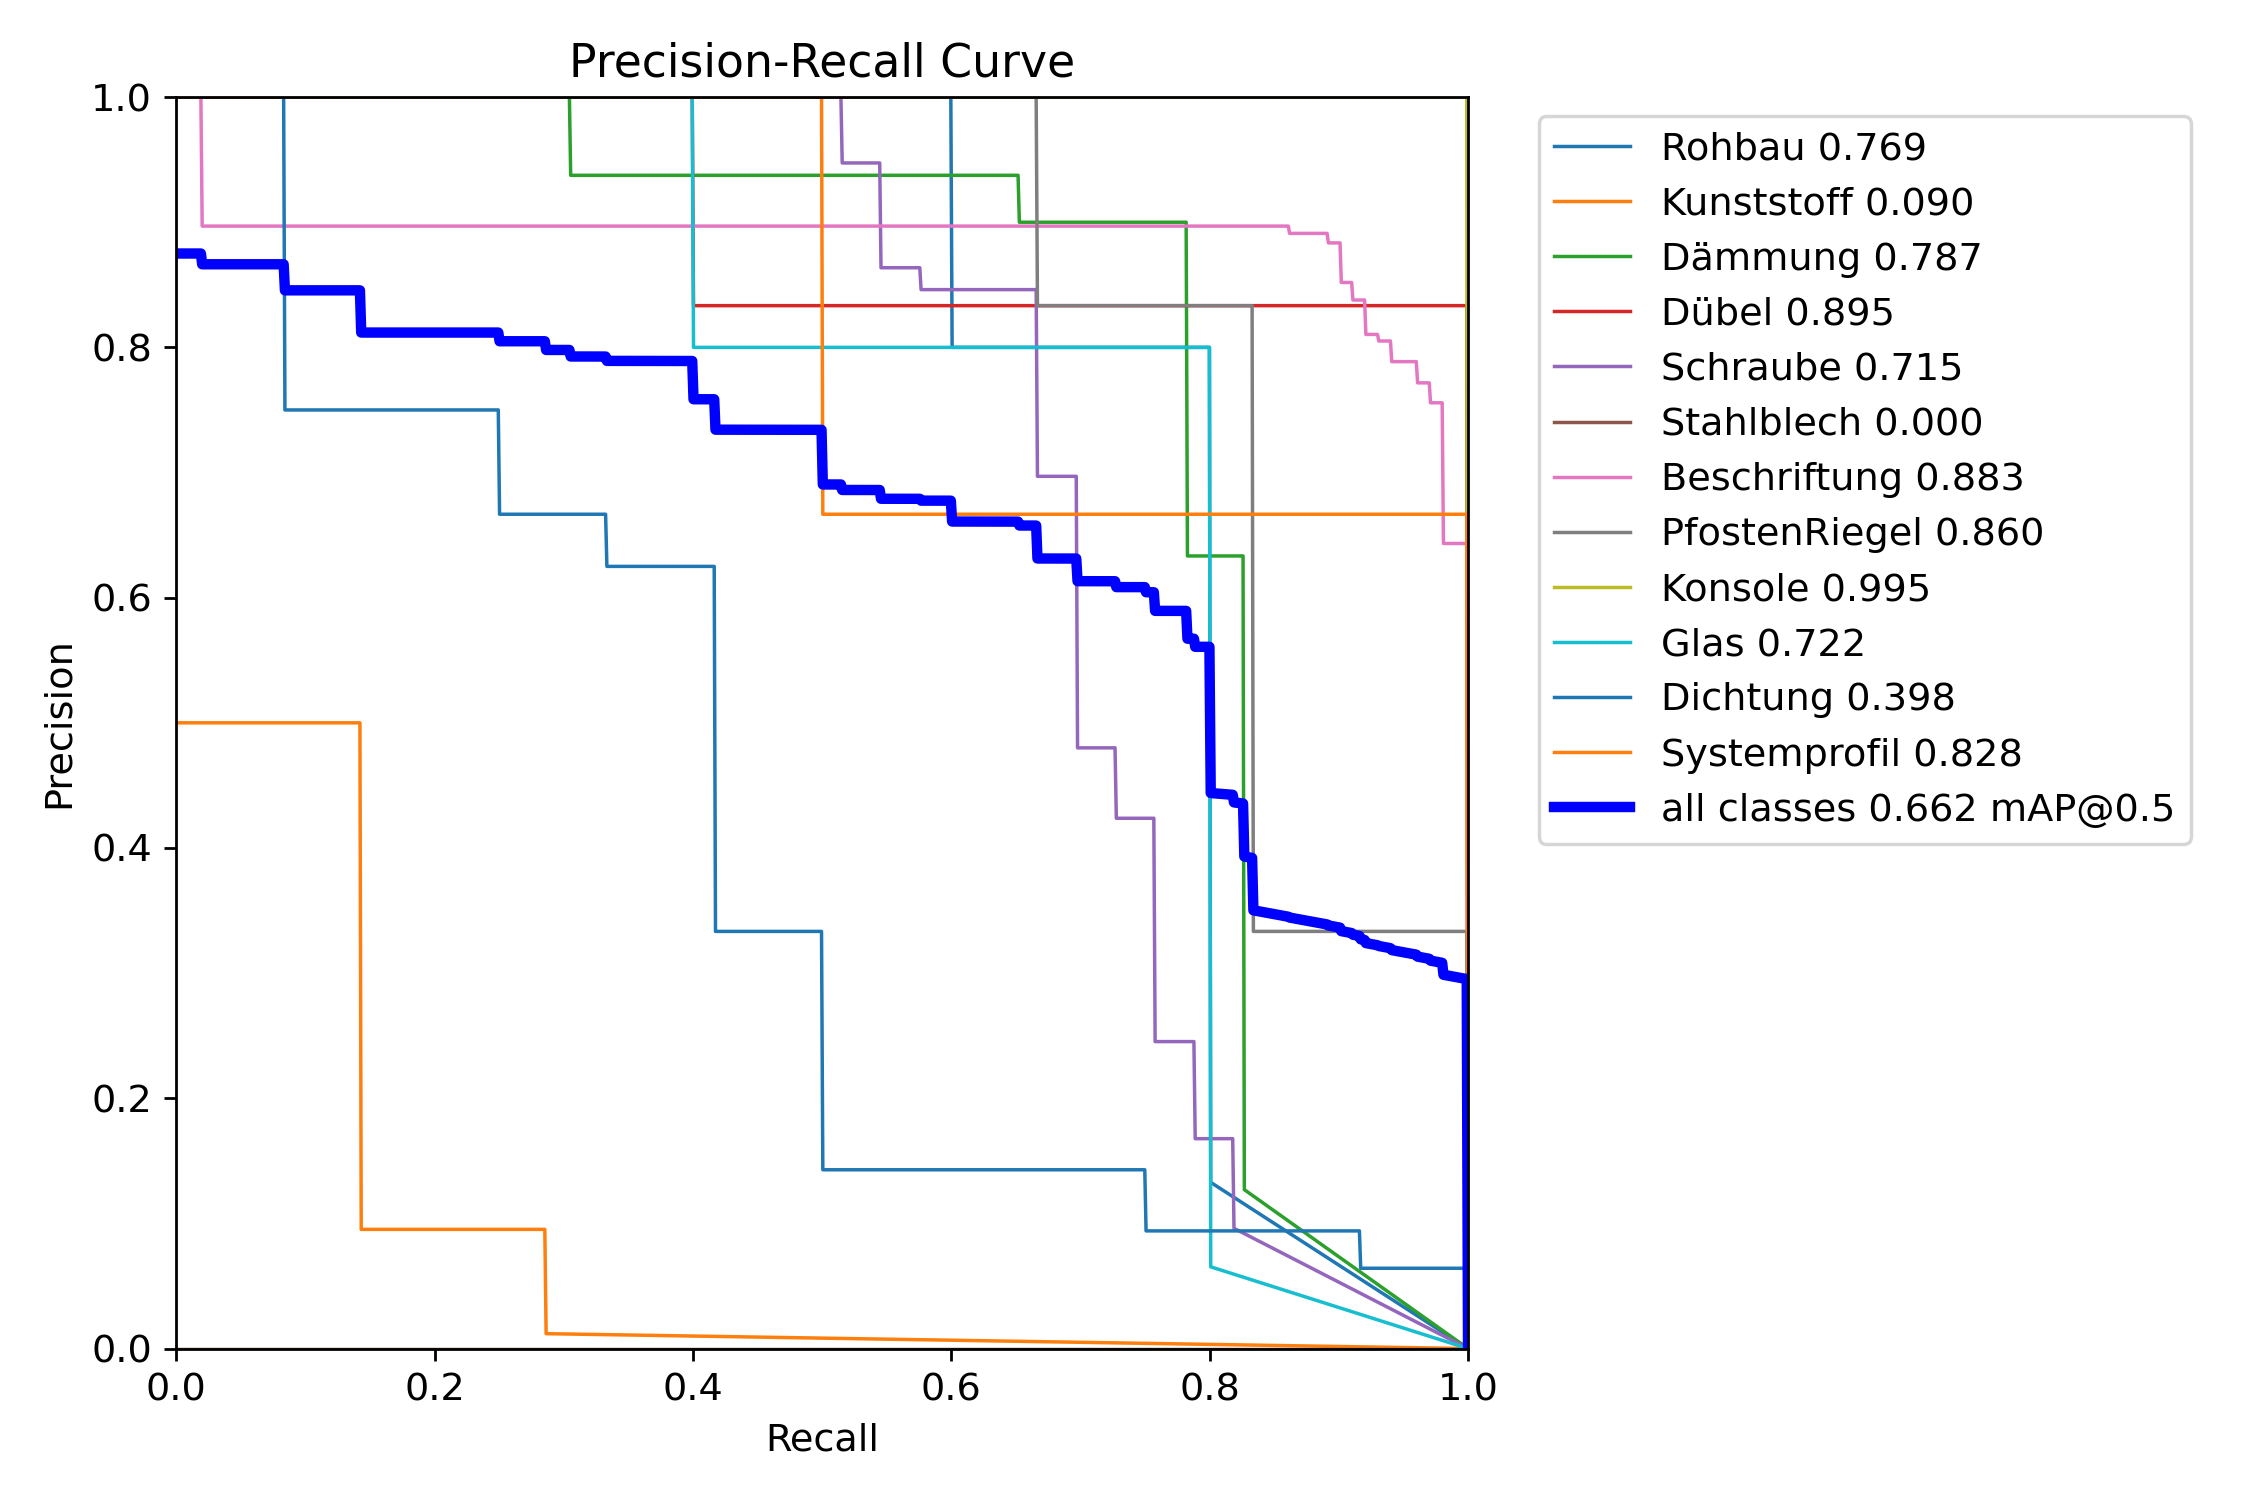 Precision-Recall Curve
1.0
0.8
0.6
0.4
0.2
0.0
Precision
0.0 0.2 0.4 0.6 0.8 1.0
Recall
Rohbau 0.769
Kunststoff 0.090
Dämmung 0.787
Dübel 0.895
Schraube 0.715
Stahlblech 0.000
Beschriftung 0.883
PfostenRiegel 0.860
Konsole 0.995
Glas 0.722
Dichtung 0.398
Systemprofil 0.828
all classes 0.662 mAP@0.5